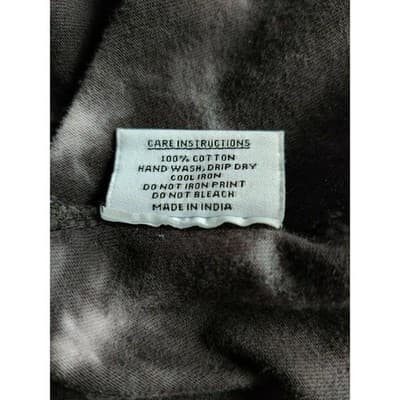 CARE INSTRUCTIONS
100% COTTON
HAND WASH, DRIP DRY
COOL IRON
DO NOT IRON PRINT
DO NOT BLEACH
MADE IN INDIA